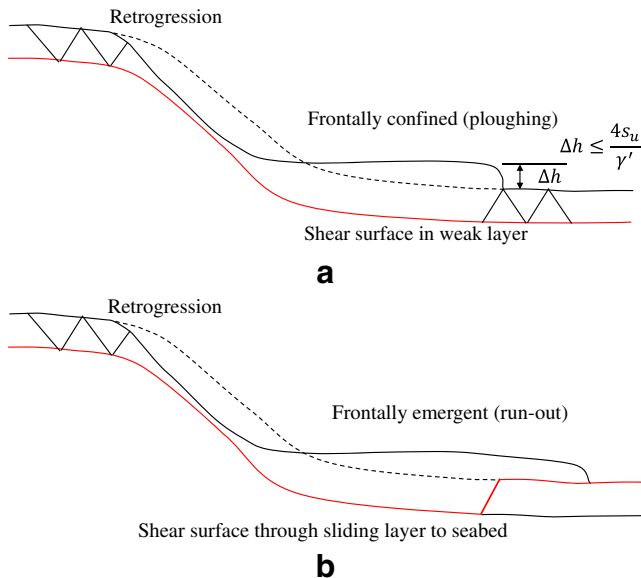 Retrogression
Frontally confined (ploughing)
Δh ≤ 4s_u/γ′
Δh
Shear surface in weak layer
a
Retrogression
Frontally emergent (run-out)
Shear surface through sliding layer to seabed
b